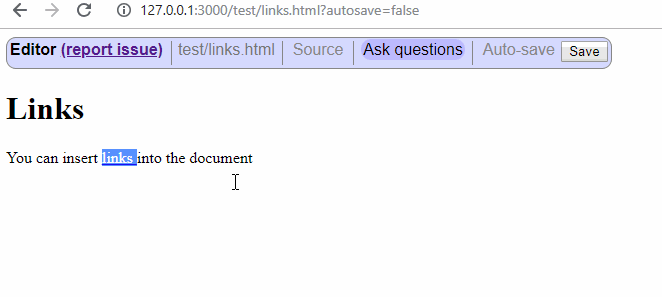 127.0.0.1:3000/test/links.html?autosave=false
Editor (report issue) test/links.html Source Ask questions Auto-save Save
Links
You can insert links into the document